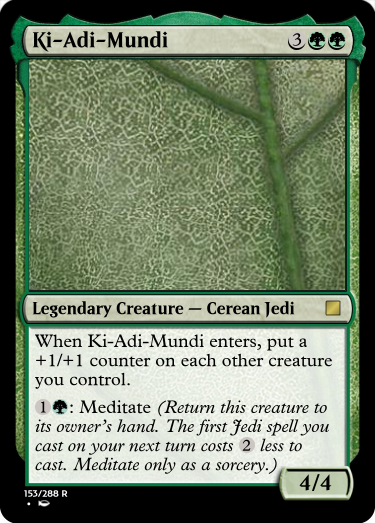 Ki-Adi-Mundi 3
Legendary Creature — Cerean Jedi
When Ki-Adi-Mundi enters, put a
+1/+1 counter on each other creature
you control.
1 : Meditate (Return this creature to
its owner's hand. The first Jedi spell you
cast on your next turn costs 2 less to
cast. Meditate only as a sorcery.)
4/4
153/288 R